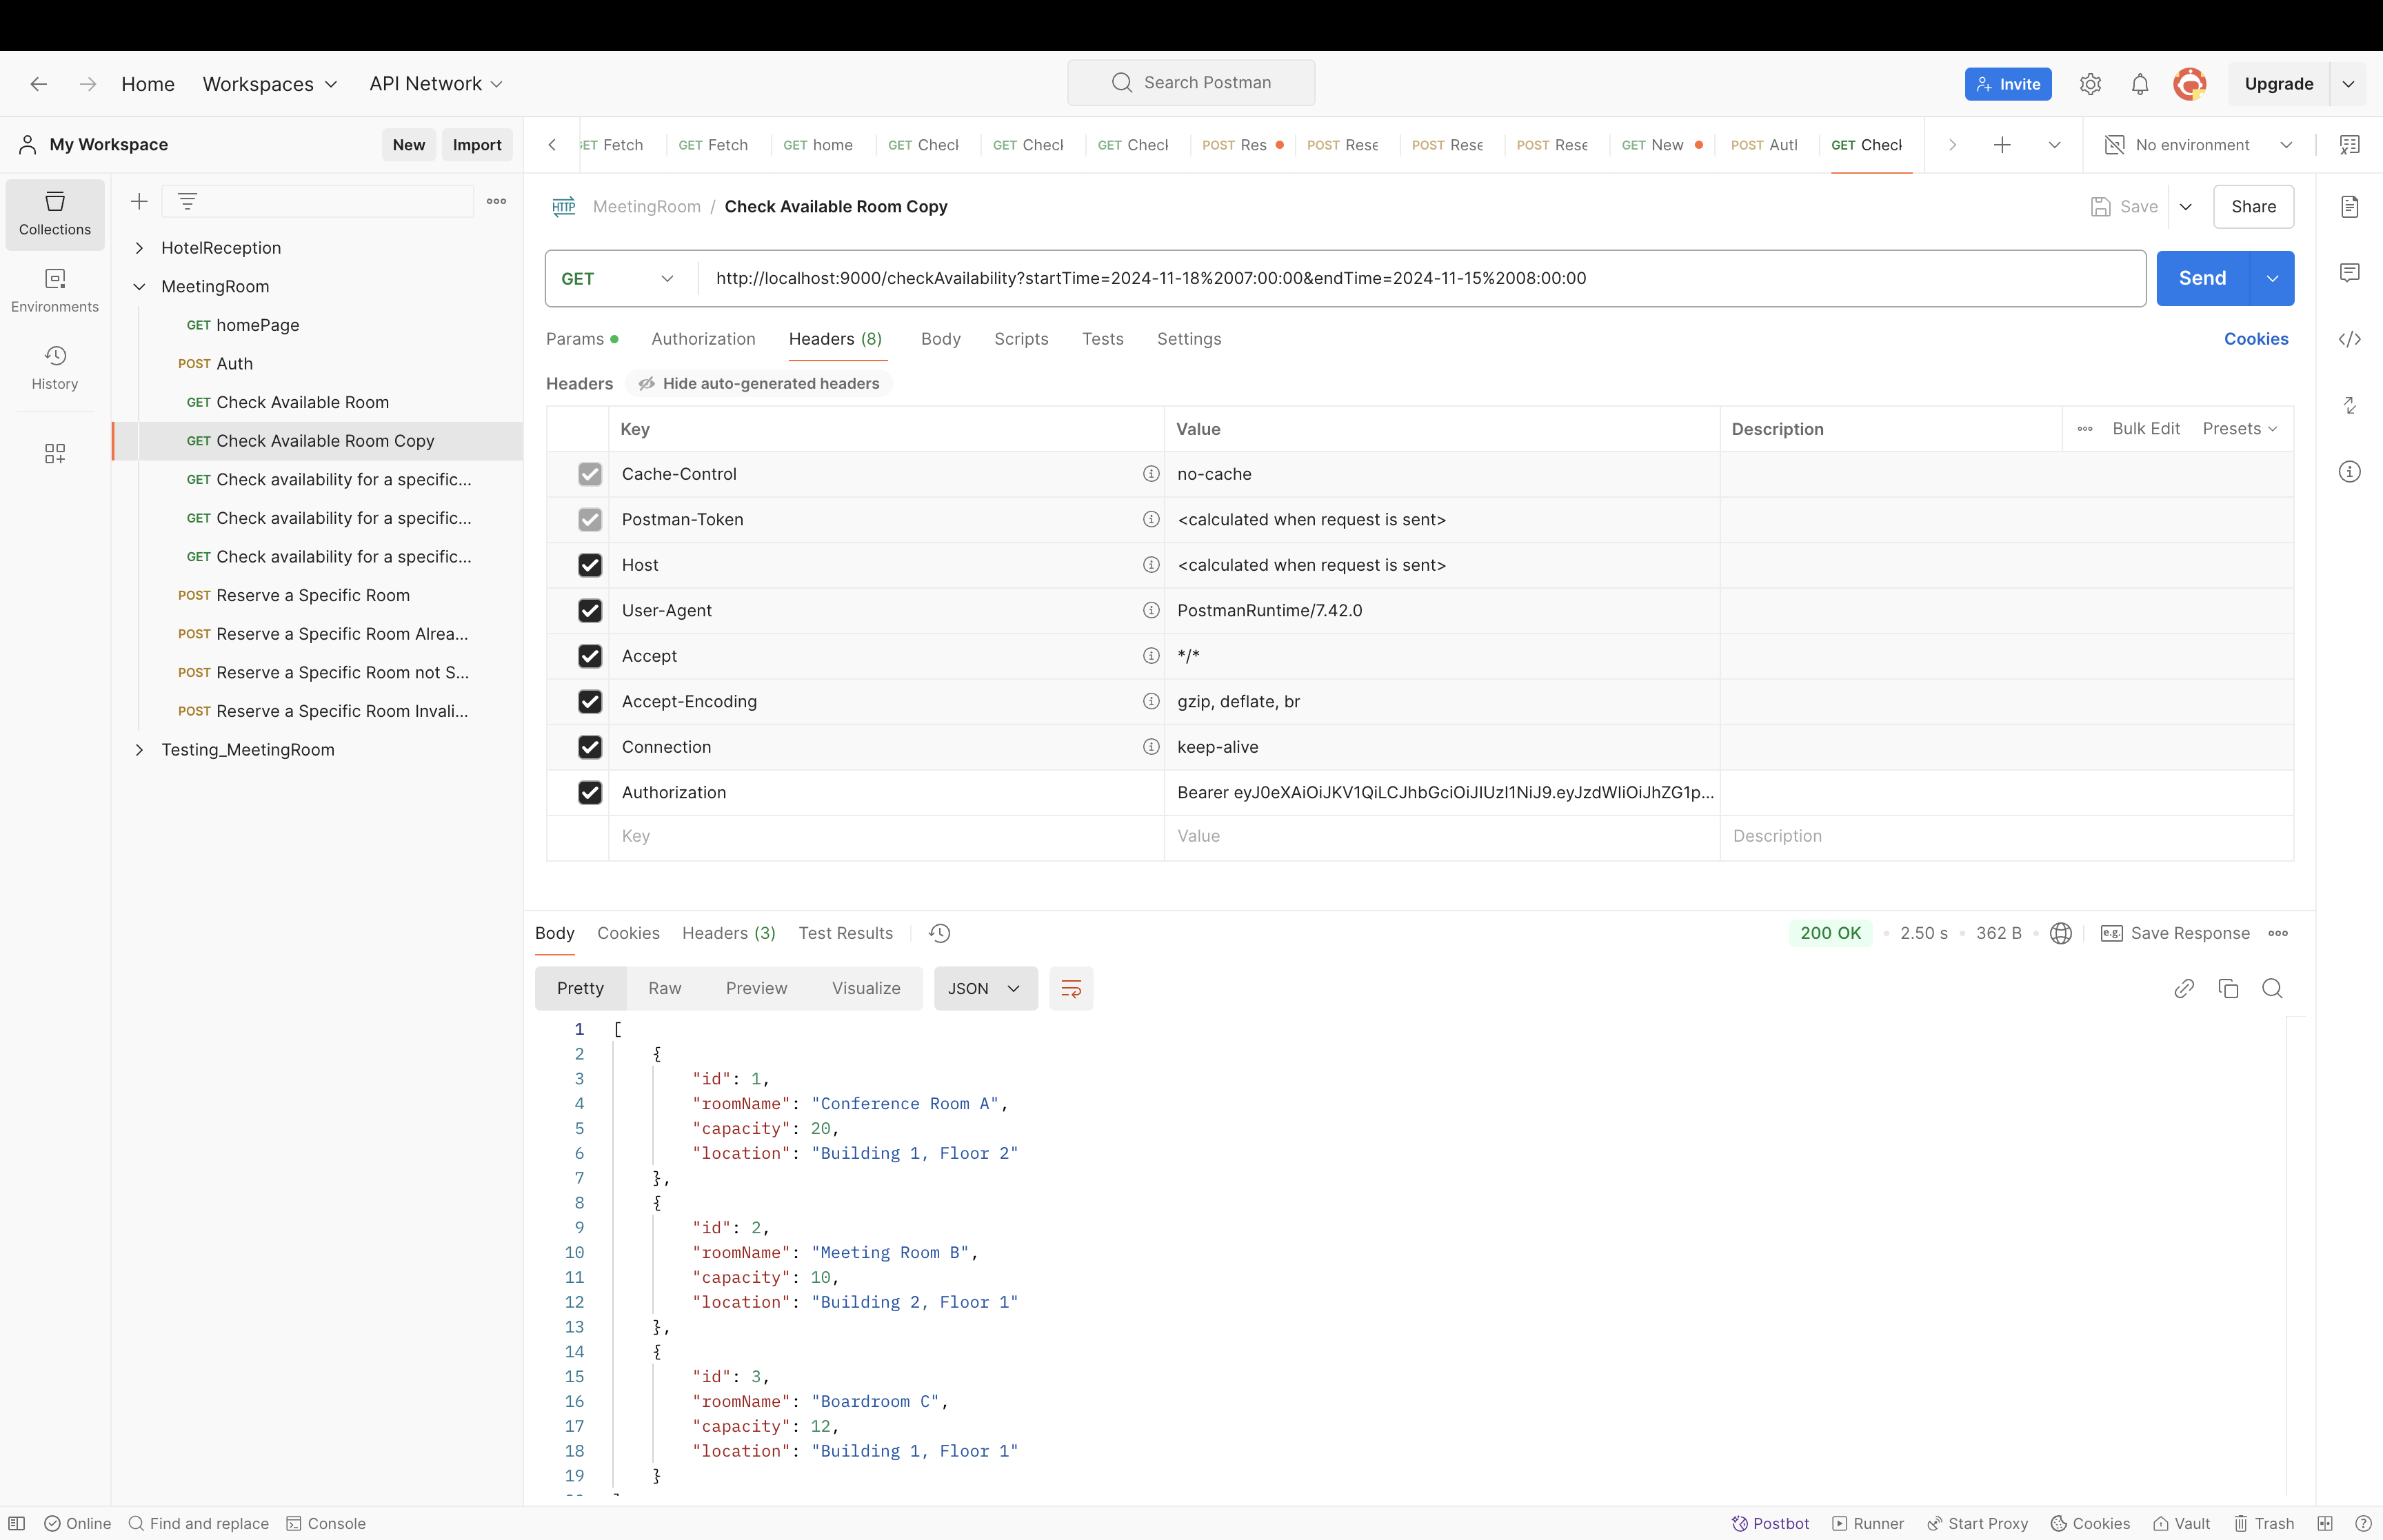 Home Workspaces API Network Search Postman Invite Upgrade
My Workspace New Import
GET Fetch GET home GET Check GET Check GET Check POST Res POST Rese POST Rese POST Rese GET New POST Auth GET Check No environment
Collections
Environments
History
HotelReception
MeetingRoom
GET homePage
POST Auth
GET Check Available Room
GET Check Available Room Copy
GET Check availability for a specific...
GET Check availability for a specific...
GET Check availability for a specific...
POST Reserve a Specific Room
POST Reserve a Specific Room Alrea...
POST Reserve a Specific Room not S...
POST Reserve a Specific Room Invali...
Testing_MeetingRoom
HTTP MeetingRoom / Check Available Room Copy Save Share
GET http://localhost:9000/checkAvailability?startTime=2024-11-18%2007:00:00&endTime=2024-11-15%2008:00:00 Send
Params Authorization Headers (8) Body Scripts Tests Settings Cookies
Headers Hide auto-generated headers
Key Value Description Bulk Edit Presets
Cache-Control no-cache
Postman-Token <calculated when request is sent>
Host <calculated when request is sent>
User-Agent PostmanRuntime/7.42.0
Accept */*
Accept-Encoding gzip, deflate, br
Connection keep-alive
Authorization Bearer eyJ0eXAiOiJKV1QiLCJhbGciOiJIUzI1NiJ9.eyJzdWIiOiJhZG1p...
Key Value Description
Body Cookies Headers (3) Test Results 200 OK 2.50 s 362 B e.g. Save Response
Pretty Raw Preview Visualize JSON
1 [
2 {
3 "id": 1,
4 "roomName": "Conference Room A",
5 "capacity": 20,
6 "location": "Building 1, Floor 2"
7 },
8 {
9 "id": 2,
10 "roomName": "Meeting Room B",
11 "capacity": 10,
12 "location": "Building 2, Floor 1"
13 },
14 {
15 "id": 3,
16 "roomName": "Boardroom C",
17 "capacity": 12,
18 "location": "Building 1, Floor 1"
19 }
Online Find and replace Console Postbot Runner Start Proxy Cookies Vault Trash